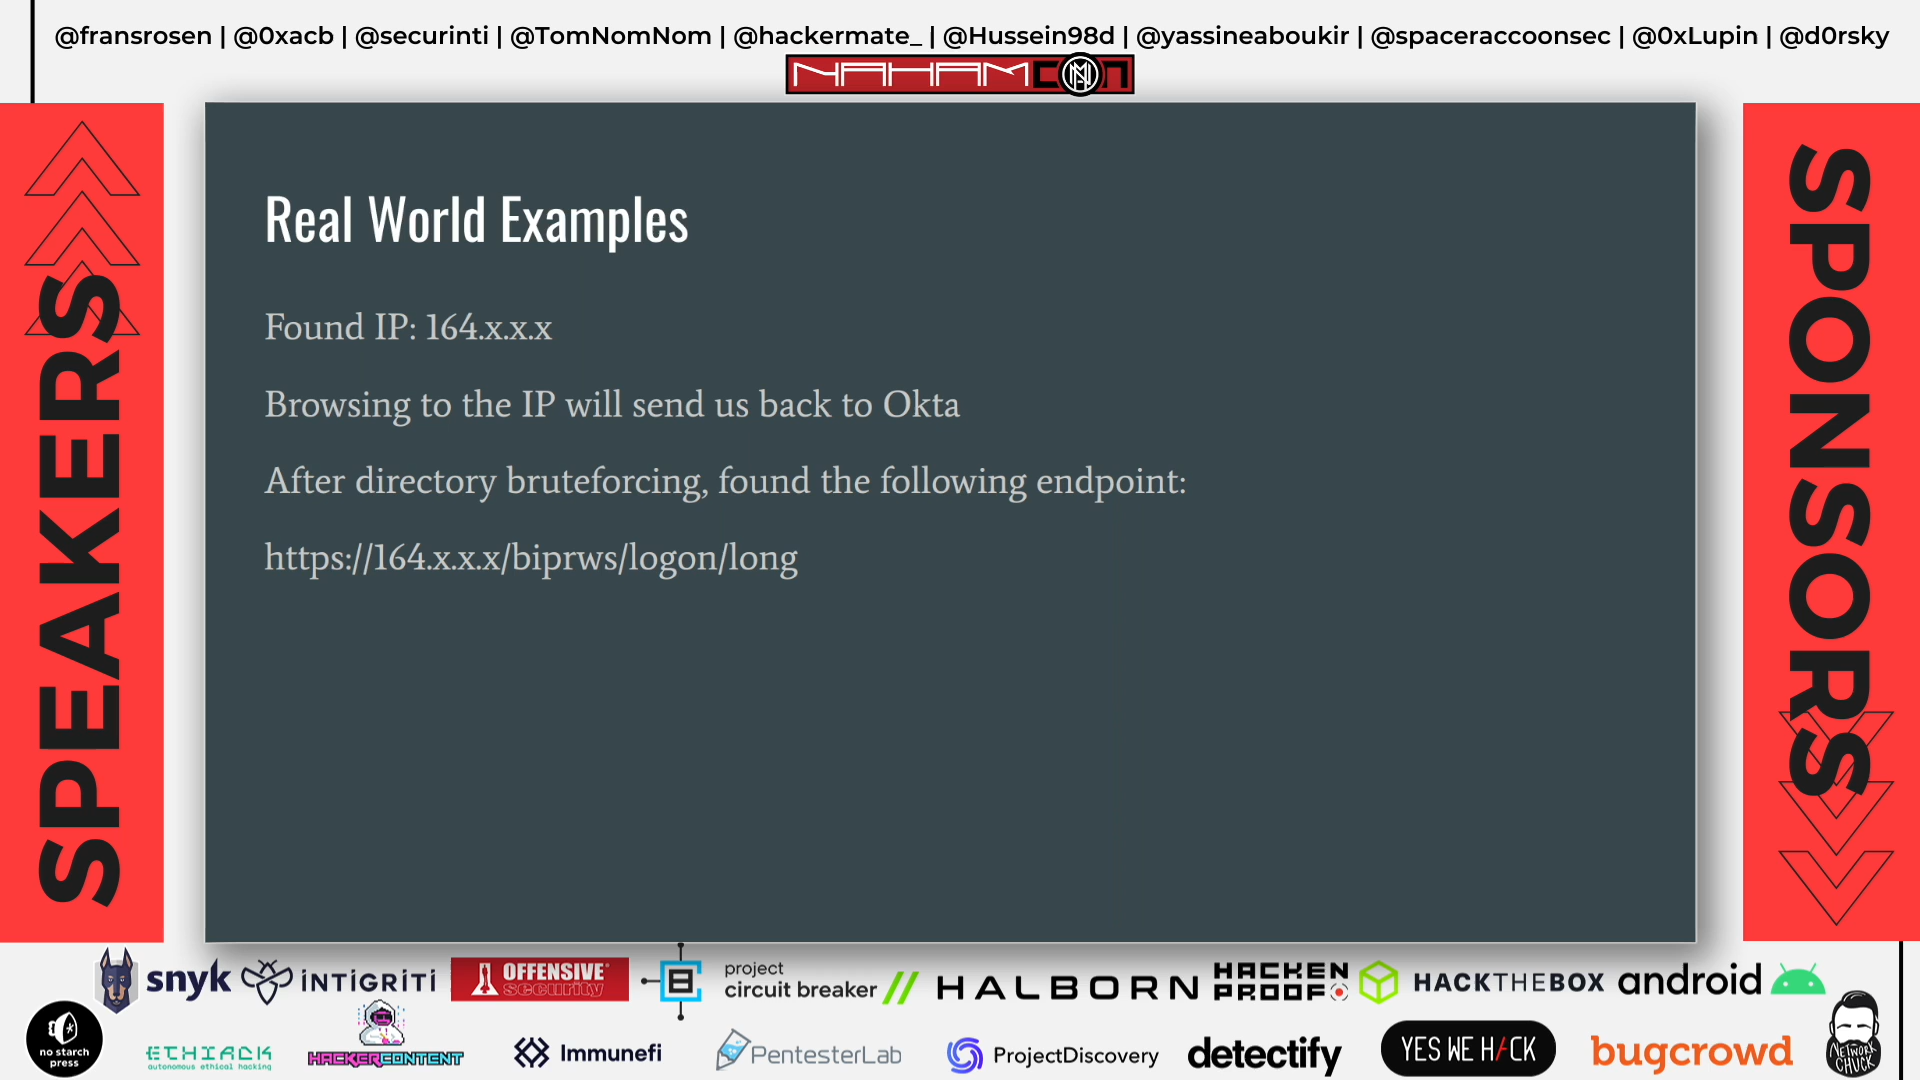 @fransrosen | @0xacb | @securinti | @TomNomNom | @hackermate_ | @Hussein98d | @yassineaboukir | @spaceraccoonsec | @0xLupin | @d0rsky
NAHAMCON
SPEAKERS
SPONSORS
Real World Examples
Found IP: 164.x.x.x
Browsing to the IP will send us back to Okta
After directory bruteforcing, found the following endpoint:
https://164.x.x.x/biprws/logon/long
snyk
INTIGRITI
OFFENSIVE
security
project
circuit breaker
HALBORN
HACKEN
PROOF
HACKTHEBOX
android
no starch
press
ETHIACK
autonomous ethical hacking
HACKERCONTENT
Immunefi
PentesterLab
ProjectDiscovery
detectify
YES WE H/CK
bugcrowd
NETWORK
CHUCK